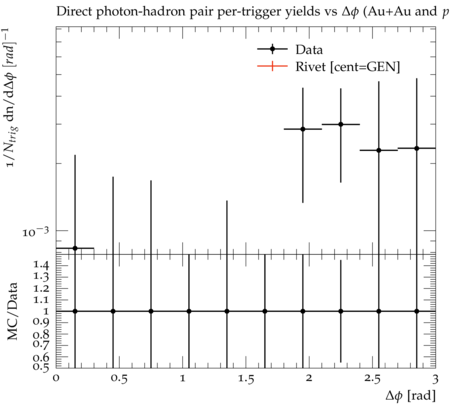 Direct photon-hadron pair per-trigger yields vs Δϕ (Au+Au and p
1/N_trig dn/dΔϕ [rad]^−1
Data
Rivet [cent=GEN]
10^−3
MC/Data
1.4
1.3
1.2
1.1
1
0.9
0.8
0.7
0.6
0.5
0 0.5 1 1.5 2 2.5 3
Δϕ [rad]